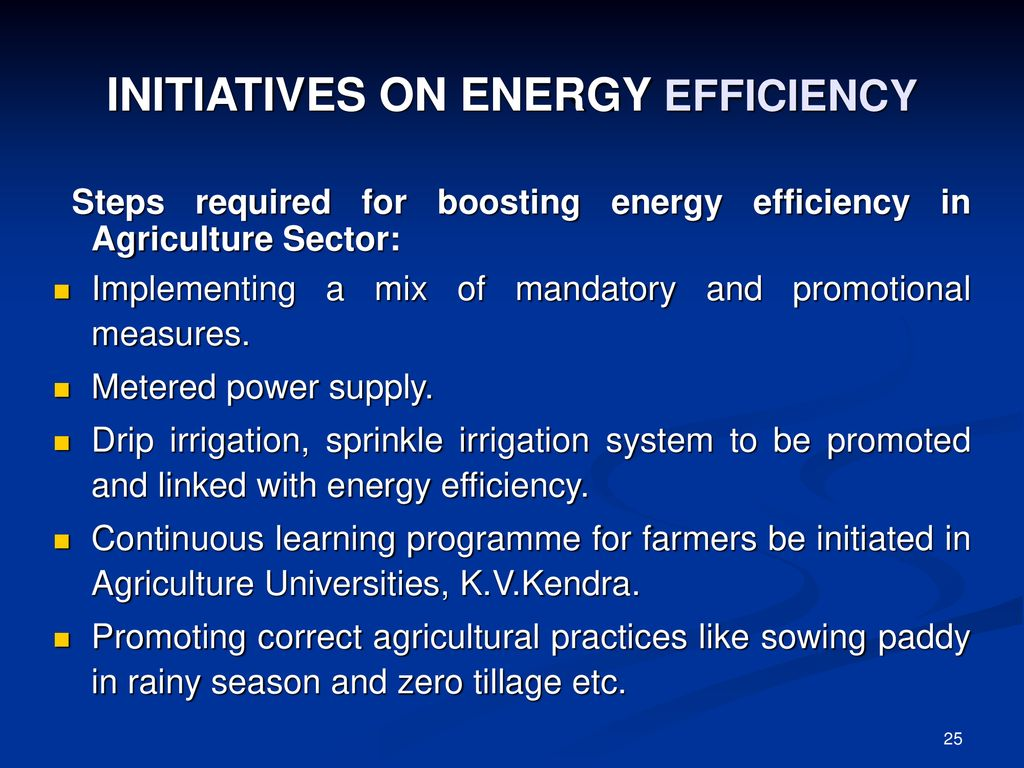 INITIATIVES ON ENERGY EFFICIENCY
Steps required for boosting energy efficiency in
Agriculture Sector:
Implementing a mix of mandatory and promotional
measures.
Metered power supply.
Drip irrigation, sprinkle irrigation system to be promoted
and linked with energy efficiency.
Continuous learning programme for farmers be initiated in
Agriculture Universities, K.V.Kendra.
Promoting correct agricultural practices like sowing paddy
in rainy season and zero tillage etc.
25